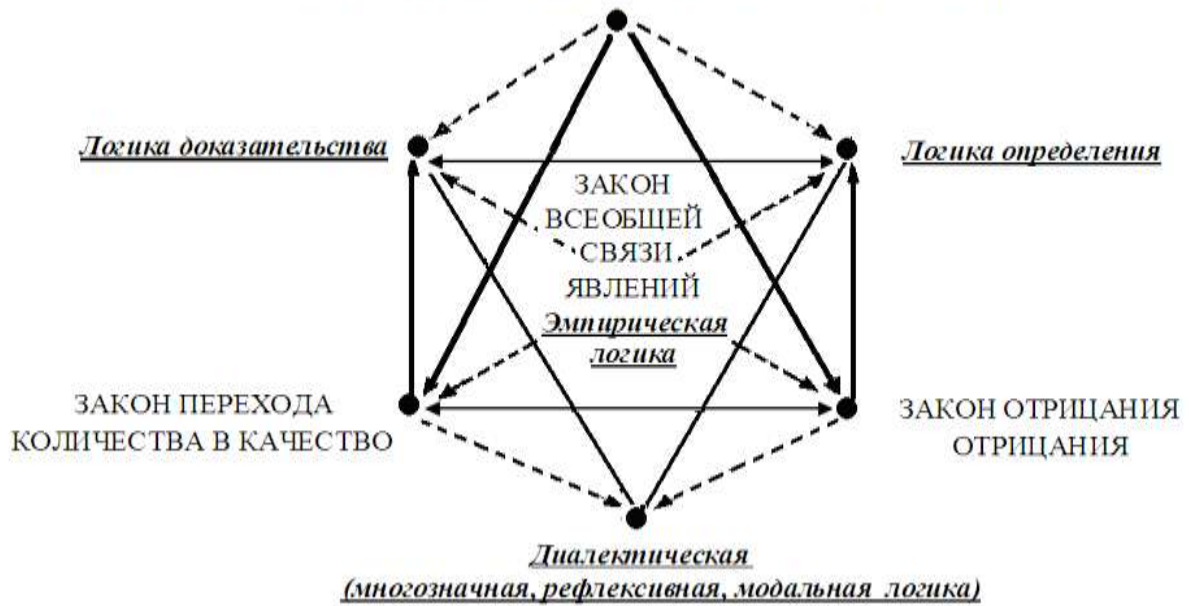 Логика доказательства
Логика определения
ЗАКОН
ВСЕОБЩЕЙ
СВЯЗИ
ЯВЛЕНИЙ
Эмпирическая
логика
ЗАКОН ПЕРЕХОДА
КОЛИЧЕСТВА В КАЧЕСТВО
ЗАКОН ОТРИЦАНИЯ
ОТРИЦАНИЯ
Диалектическая
(многозначная, рефлексивная, модальная логика)